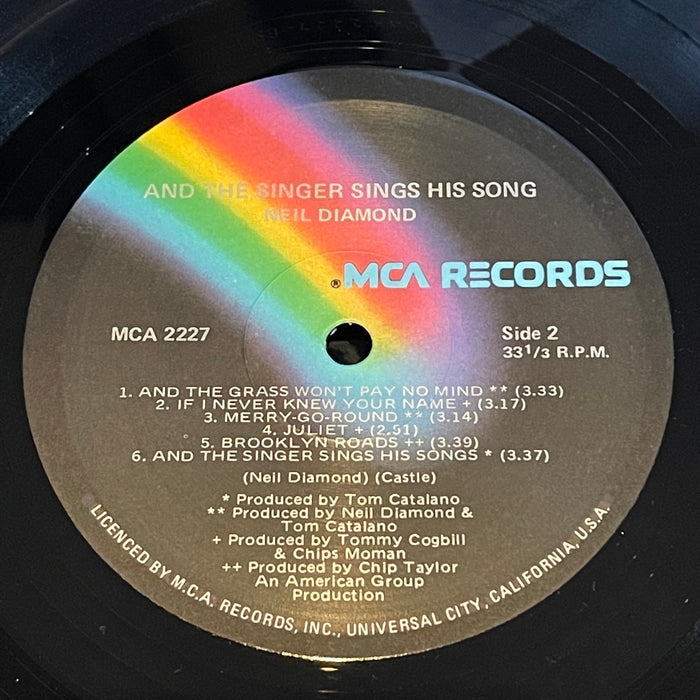 AND THE SINGER SINGS HIS SONG
NEIL DIAMOND
® MCA RECORDS
MCA 2227
Side 2
33 1/3 R.P.M.
1. AND THE GRASS WON'T PAY NO MIND ** (3.33)
2. IF I NEVER KNEW YOUR NAME + (3.17)
3. MERRY-GO-ROUND ** (3.14)
4. JULIET + (2.51)
5. BROOKLYN ROADS ++ (3.39)
6. AND THE SINGER SINGS HIS SONGS * (3.37)
(Neil Diamond) (Castle)
* Produced by Tom Catalano
** Produced by Neil Diamond &
Tom Catalano
+ Produced by Tommy Cogbill
& Chips Moman
++ Produced by Chip Taylor
An American Group
Production
LICENCED BY M.C.A. RECORDS, INC., UNIVERSAL CITY, CALIFORNIA, U.S.A.